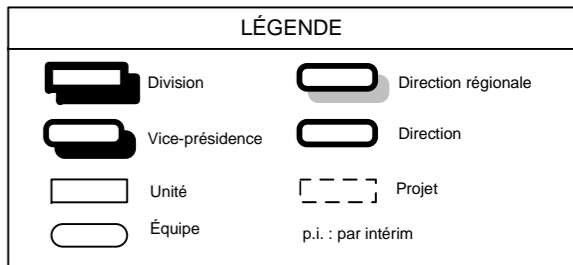 LÉGENDE
Division
Direction régionale
Vice-présidence
Direction
Unité
Projet
Équipe
p.i. : par intérim